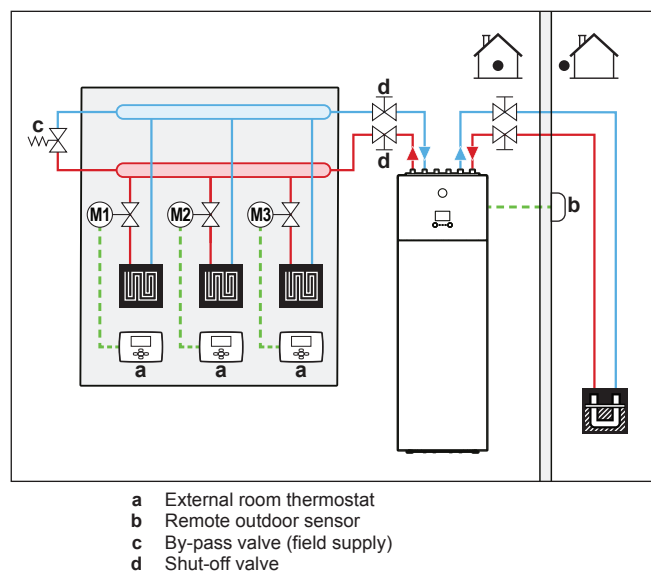 d
c
d
b
M1 M2 M3
a a a
a External room thermostat
b Remote outdoor sensor
c By-pass valve (field supply)
d Shut-off valve